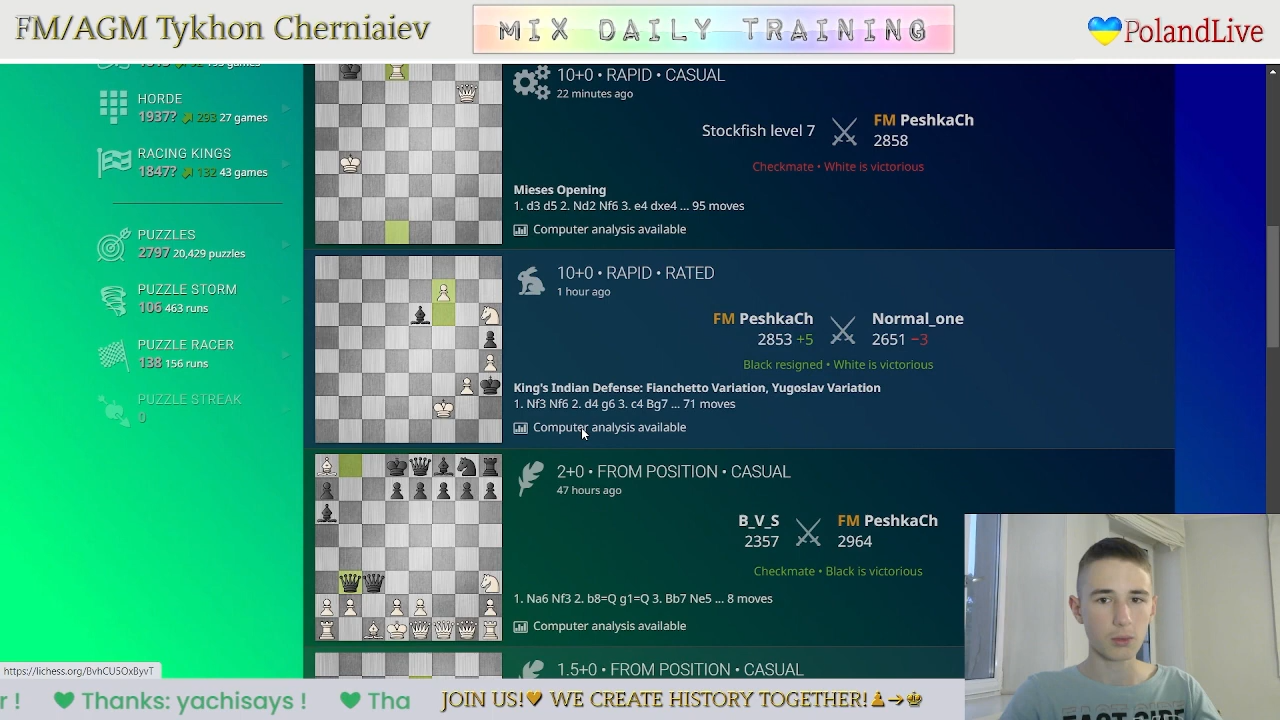 FM/AGM Tykhon Cherniaiev
MIX DAILY TRAINING
PolandLive
HORDE
1937? 293 27 games
RACING KINGS
1847? 132 43 games
PUZZLES
2797 20,429 puzzles
PUZZLE STORM
106 463 runs
PUZZLE RACER
138 156 runs
PUZZLE STREAK
0
10+0 • RAPID • CASUAL
22 minutes ago
Stockfish level 7
FM PeshkaCh
2858
Checkmate • White is victorious
Mieses Opening
1. d3 d5 2. Nd2 Nf6 3. e4 dxe4 ... 95 moves
Computer analysis available
10+0 • RAPID • RATED
1 hour ago
FM PeshkaCh
2853 +5
Normal_one
2651 −3
Black resigned • White is victorious
King's Indian Defense: Fianchetto Variation, Yugoslav Variation
1. Nf3 Nf6 2. d4 g6 3. c4 Bg7 ... 71 moves
Computer analysis available
2+0 • FROM POSITION • CASUAL
47 hours ago
B_V_S
2357
FM PeshkaCh
2964
Checkmate • Black is victorious
1. Na6 Nf3 2. b8=Q g1=Q 3. Bb7 Ne5 ... 8 moves
Computer analysis available
1.5+0 • FROM POSITION • CASUAL
https://lichess.org/BvhCU5OxByvT
r ! Thanks: yachisays ! Tha
JOIN US! WE CREATE HISTORY TOGETHER!
EAST SIDE